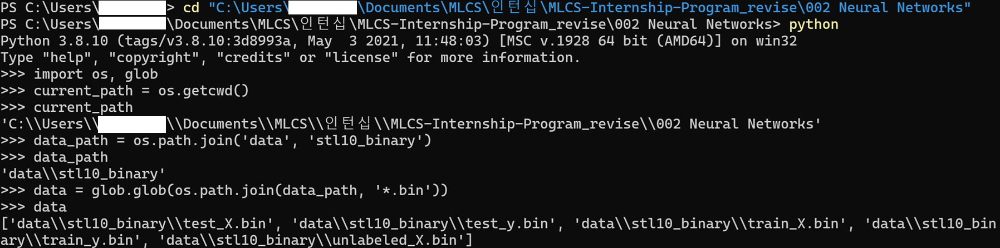 PS C:\Users\> cd "C:\Users\\Documents\MLCS\인턴십\MLCS-Internship-Program_revise\002 Neural Networks"
PS C:\Users\\Documents\MLCS\인턴십\MLCS-Internship-Program_revise\002 Neural Networks> python
Python 3.8.10 (tags/v3.8.10:3d8993a, May  3 2021, 11:48:03) [MSC v.1928 64 bit (AMD64)] on win32
Type "help", "copyright", "credits" or "license" for more information.
>>> import os, glob
>>> current_path = os.getcwd()
>>> current_path
'C:\\Users\\\\Documents\\MLCS\\인턴십\\MLCS-Internship-Program_revise\\002 Neural Networks'
>>> data_path = os.path.join('data', 'stl10_binary')
>>> data_path
'data\\stl10_binary'
>>> data = glob.glob(os.path.join(data_path, '*.bin'))
>>> data
['data\\stl10_binary\\test_X.bin', 'data\\stl10_binary\\test_y.bin', 'data\\stl10_binary\\train_X.bin', 'data\\stl10_bin
ary\\train_y.bin', 'data\\stl10_binary\\unlabeled_X.bin']